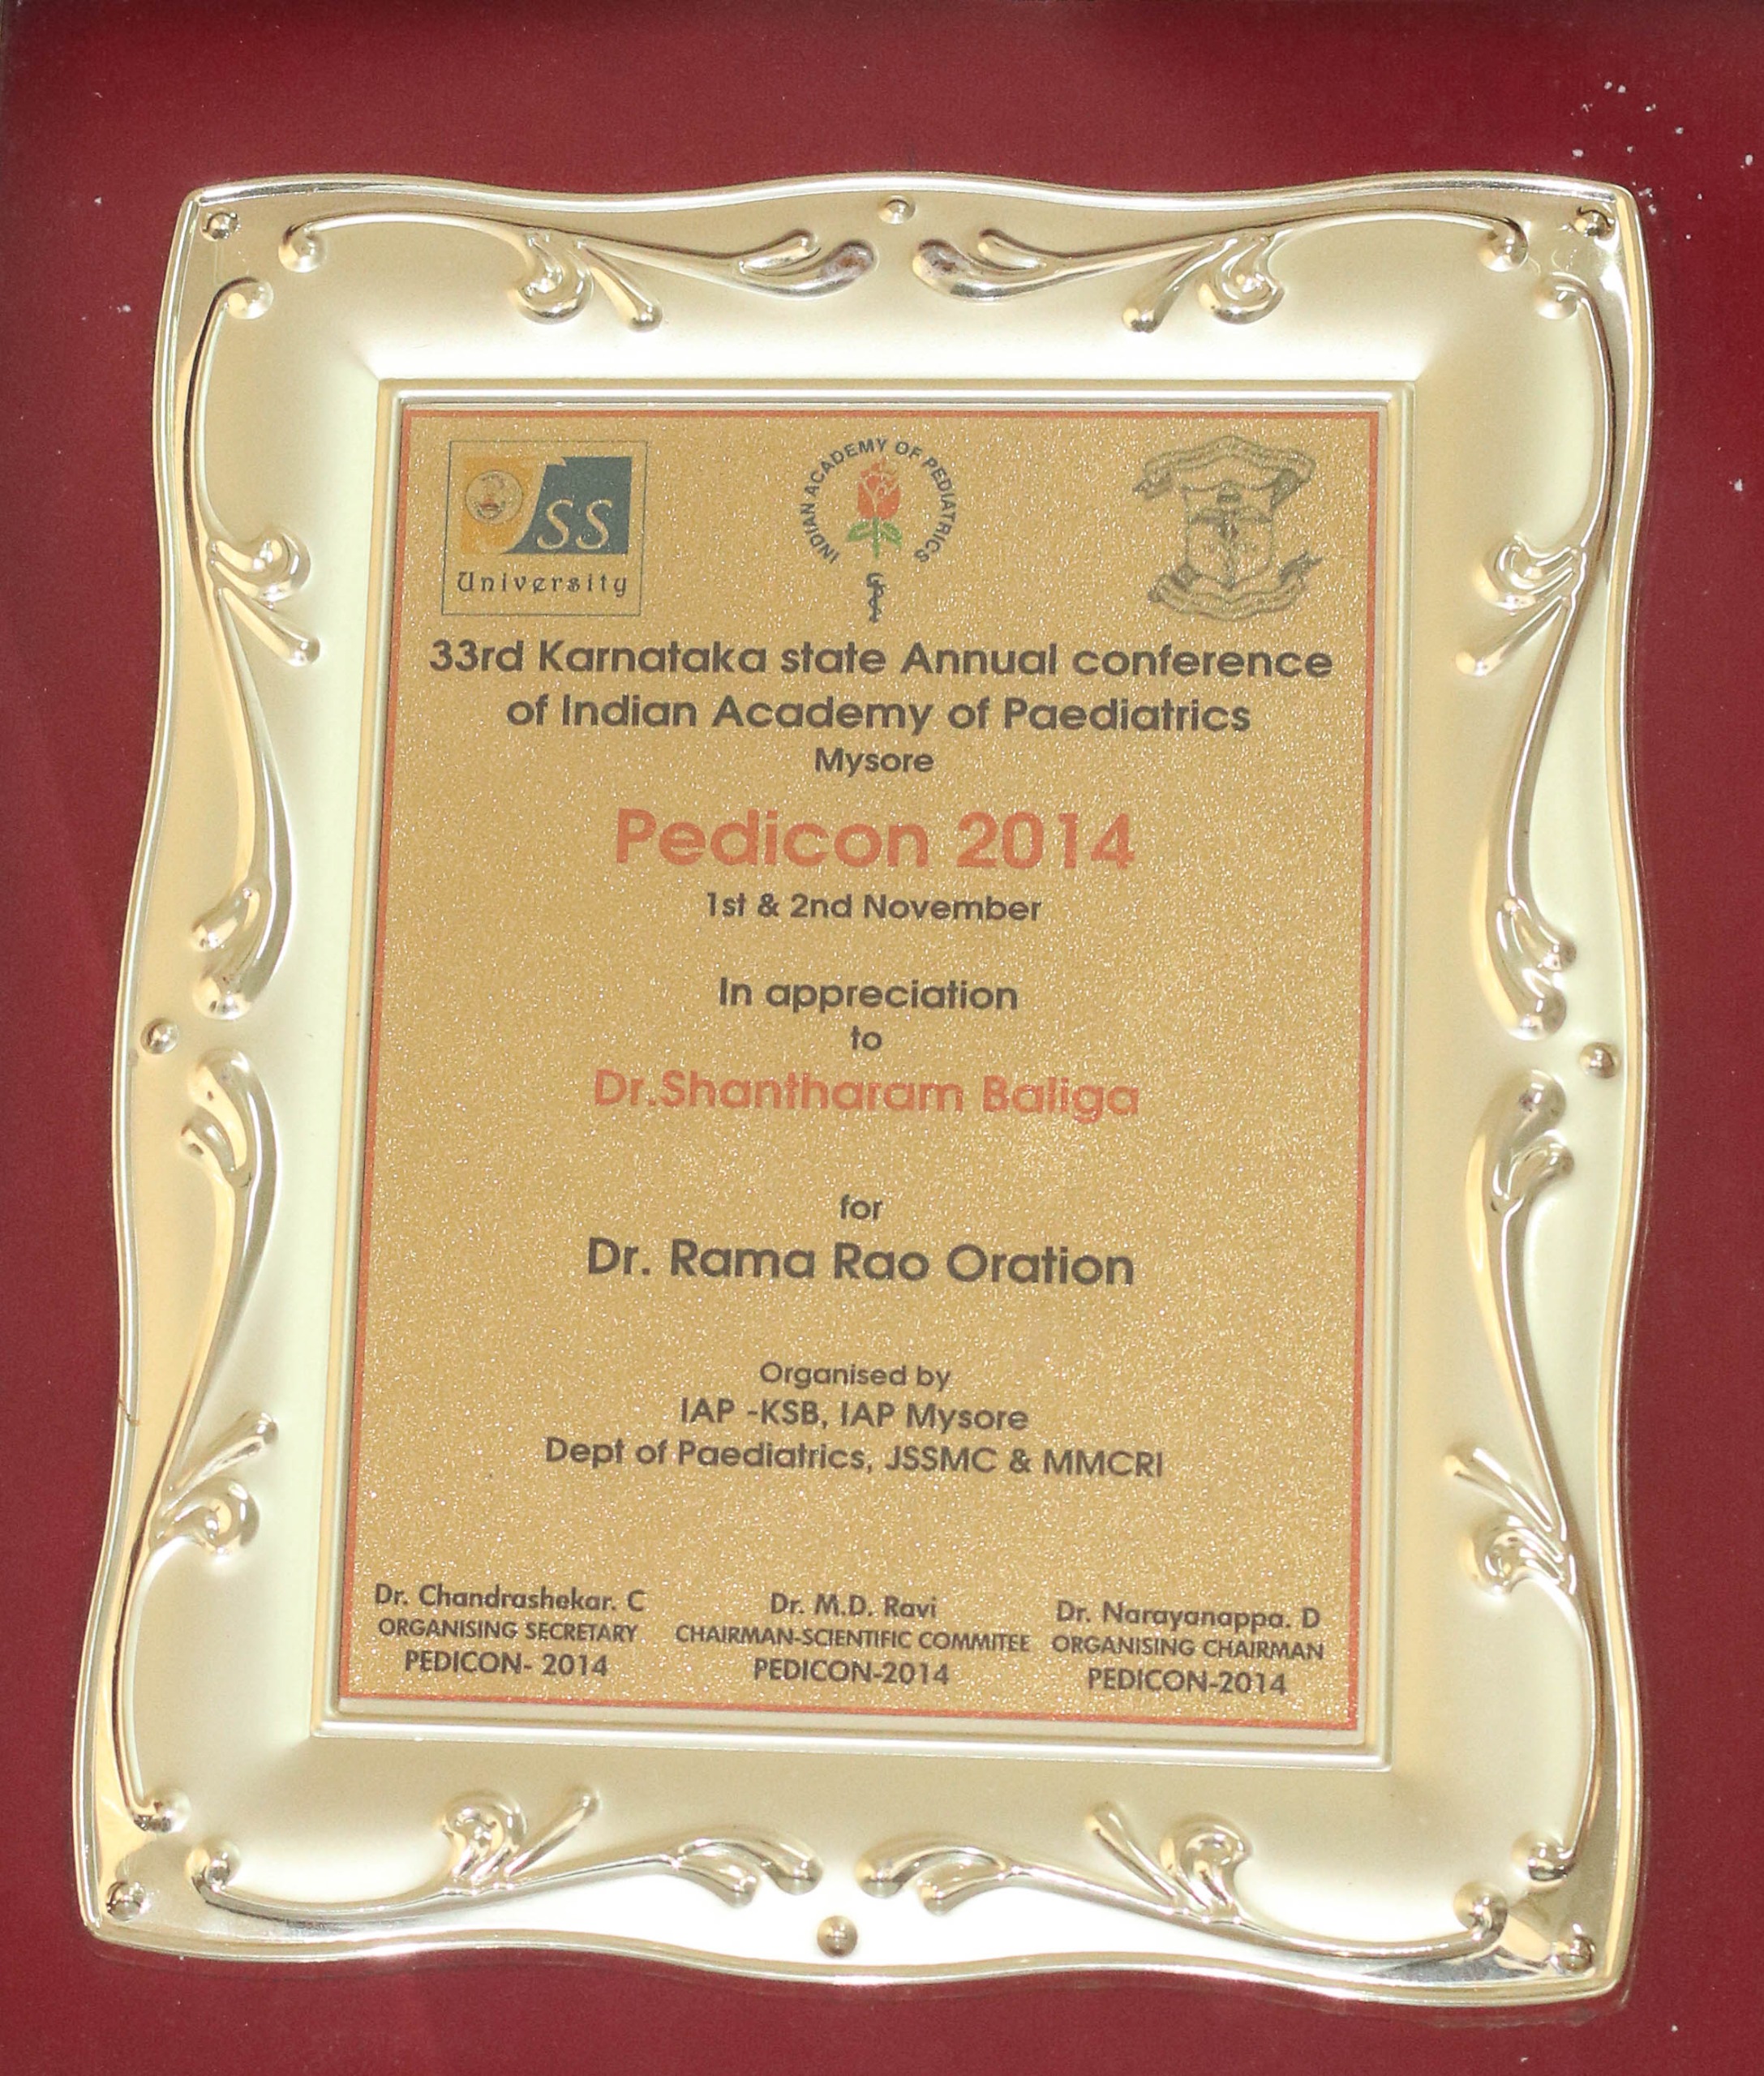 JSS
University
INDIAN ACADEMY OF PEDIATRICS
33rd Karnataka state Annual conference
of Indian Academy of Paediatrics
Mysore
Pedicon 2014
1st & 2nd November
In appreciation
to
Dr.Shantharam Baliga
for
Dr. Rama Rao Oration
Organised by
IAP -KSB, IAP Mysore
Dept of Paediatrics, JSSMC & MMCRI
Dr. Chandrashekar. C
ORGANISING SECRETARY
PEDICON- 2014
Dr. M.D. Ravi
CHAIRMAN-SCIENTIFIC COMMITEE
PEDICON-2014
Dr. Narayanappa. D
ORGANISING CHAIRMAN
PEDICON-2014